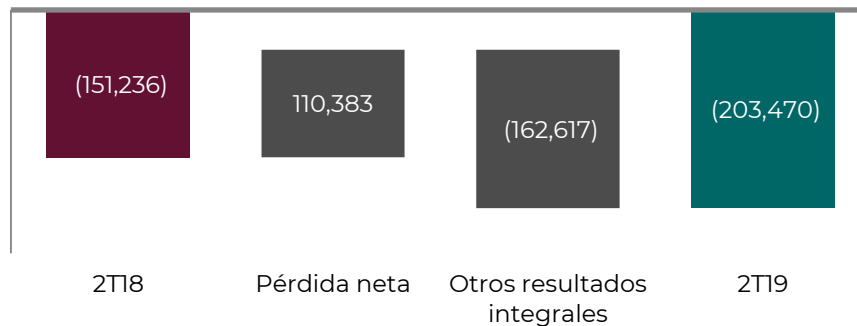 (151,236)
110,383
(162,617)
(203,470)
2T18
Pérdida neta
Otros resultados
integrales
2T19